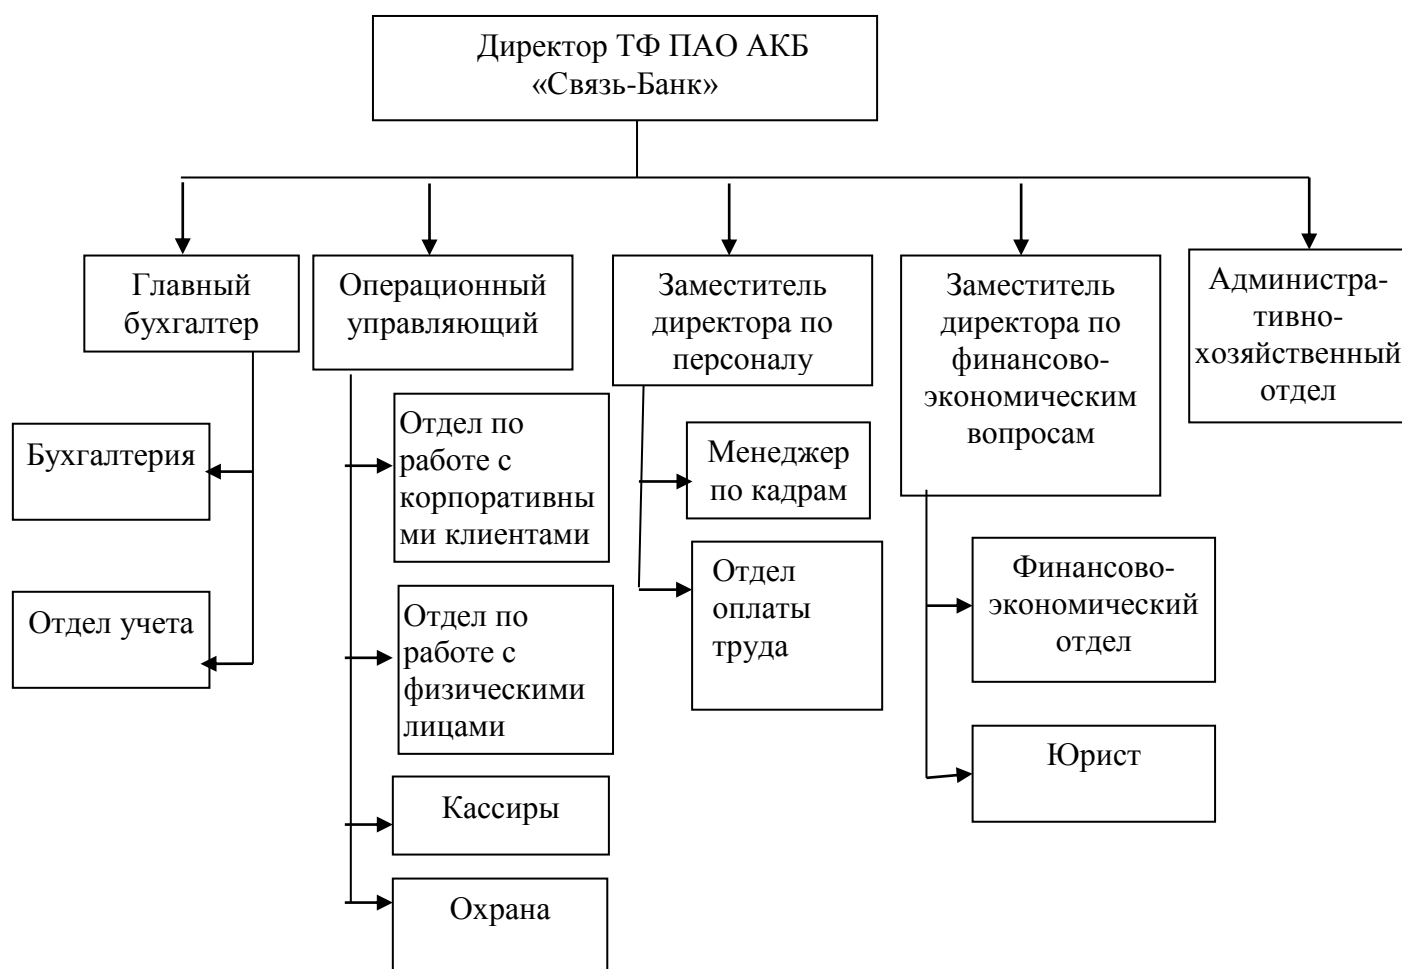 Директор ТФ ПАО АКБ
«Связь-Банк»
Главный
бухгалтер
Операционный
управляющий
Заместитель
директора по
персоналу
Заместитель
директора по
финансово-
экономическим
вопросам
Администра-
тивно-
хозяйственный
отдел
Бухгалтерия
Отдел учета
Отдел по
работе с
корпоративны
ми клиентами
Отдел по
работе с
физическими
лицами
Кассиры
Охрана
Менеджер
по кадрам
Отдел
оплаты
труда
Финансово-
экономический
отдел
Юрист